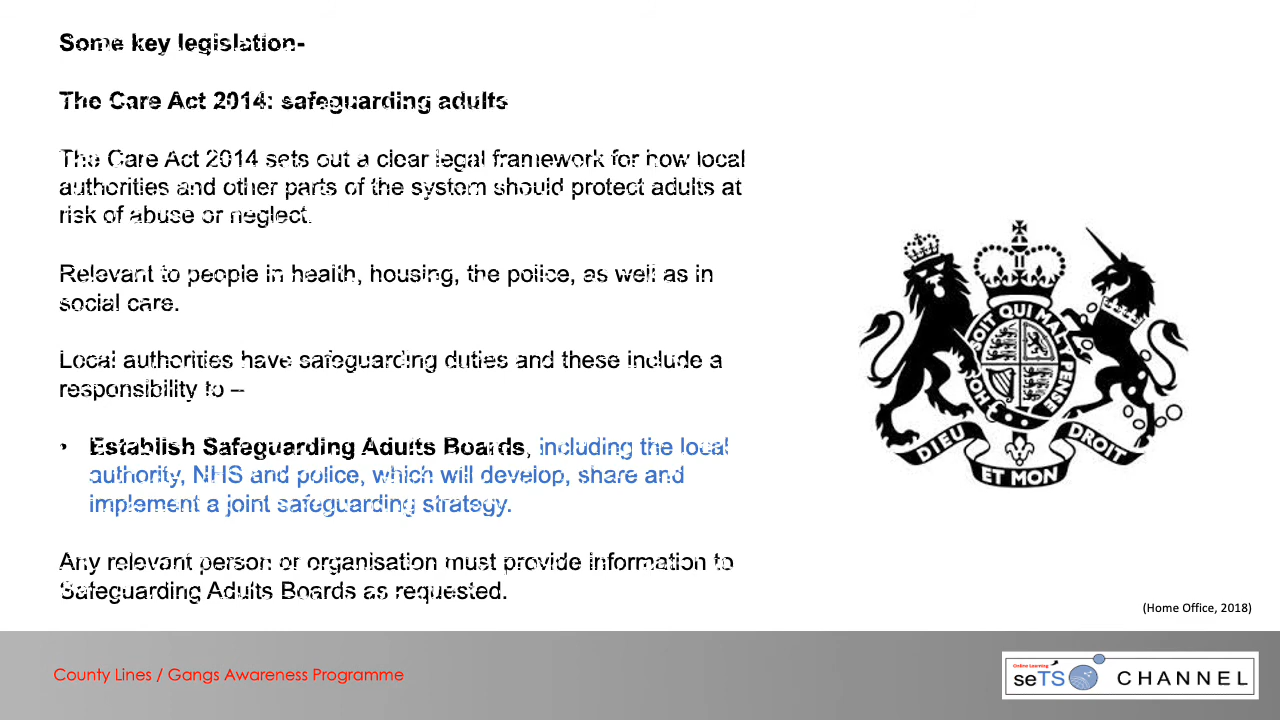 Some key legislation-
The Care Act 2014: safeguarding adults
The Care Act 2014 sets out a clear legal framework for how local
authorities and other parts of the system should protect adults at
risk of abuse or neglect.
Relevant to people in health, housing, the police, as well as in
social care.
Local authorities have safeguarding duties and these include a
responsibility to –
• Establish Safeguarding Adults Boards, including the local
authority, NHS and police, which will develop, share and
implement a joint safeguarding strategy.
Any relevant person or organisation must provide information to
Safeguarding Adults Boards as requested.
SOIT QUI MAL PENSE
HON
DIEU ET MON DROIT
(Home Office, 2018)
County Lines / Gangs Awareness Programme
Online Learning
seTS CHANNEL